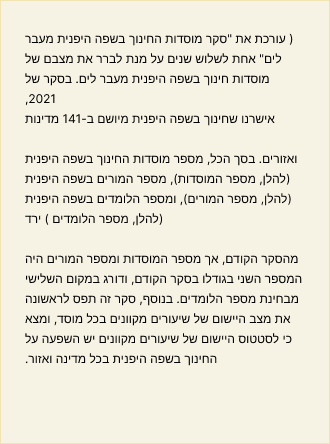 ) עורכת את "סקר מוסדות החינוך בשפה היפנית מעבר
לים" אחת לשלוש שנים על מנת לברר את מצבם של
מוסדות חינוך בשפה היפנית מעבר לים. בסקר של
2021,
אישרנו שחינוך בשפה היפנית מיושם ב-141 מדינות
ואזורים. בסך הכל, מספר מוסדות החינוך בשפה היפנית
(להלן, מספר המוסדות), מספר המורים בשפה היפנית
(להלן, מספר המורים), ומספר הלומדים בשפה היפנית
(להלן, מספר הלומדים ) ירד
מהסקר הקודם, אך מספר המוסדות ומספר המורים היה
המספר השני בגודלו בסקר הקודם, ודורג במקום השלישי
מבחינת מספר הלומדים. בנוסף, סקר זה תפס לראשונה
את מצב היישום של שיעורים מקוונים בכל מוסד, ומצא
כי לסטטוס היישום של שיעורים מקוונים יש השפעה על
החינוך בשפה היפנית בכל מדינה ואזור.